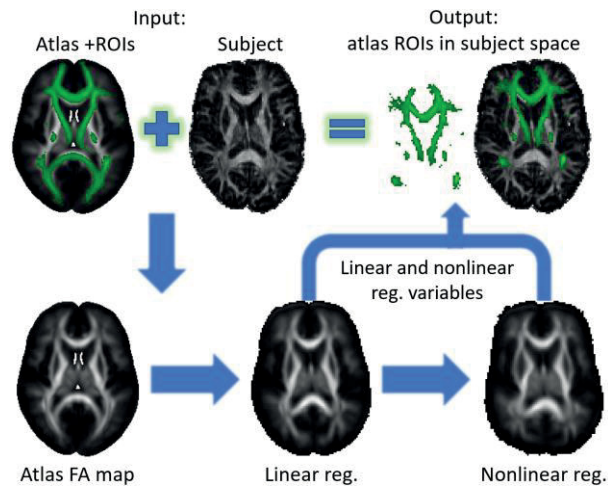 Input:
Output:
Atlas +ROIs
Subject
atlas ROIs in subject space
Linear and nonlinear
reg. variables
Atlas FA map
Linear reg.
Nonlinear reg.